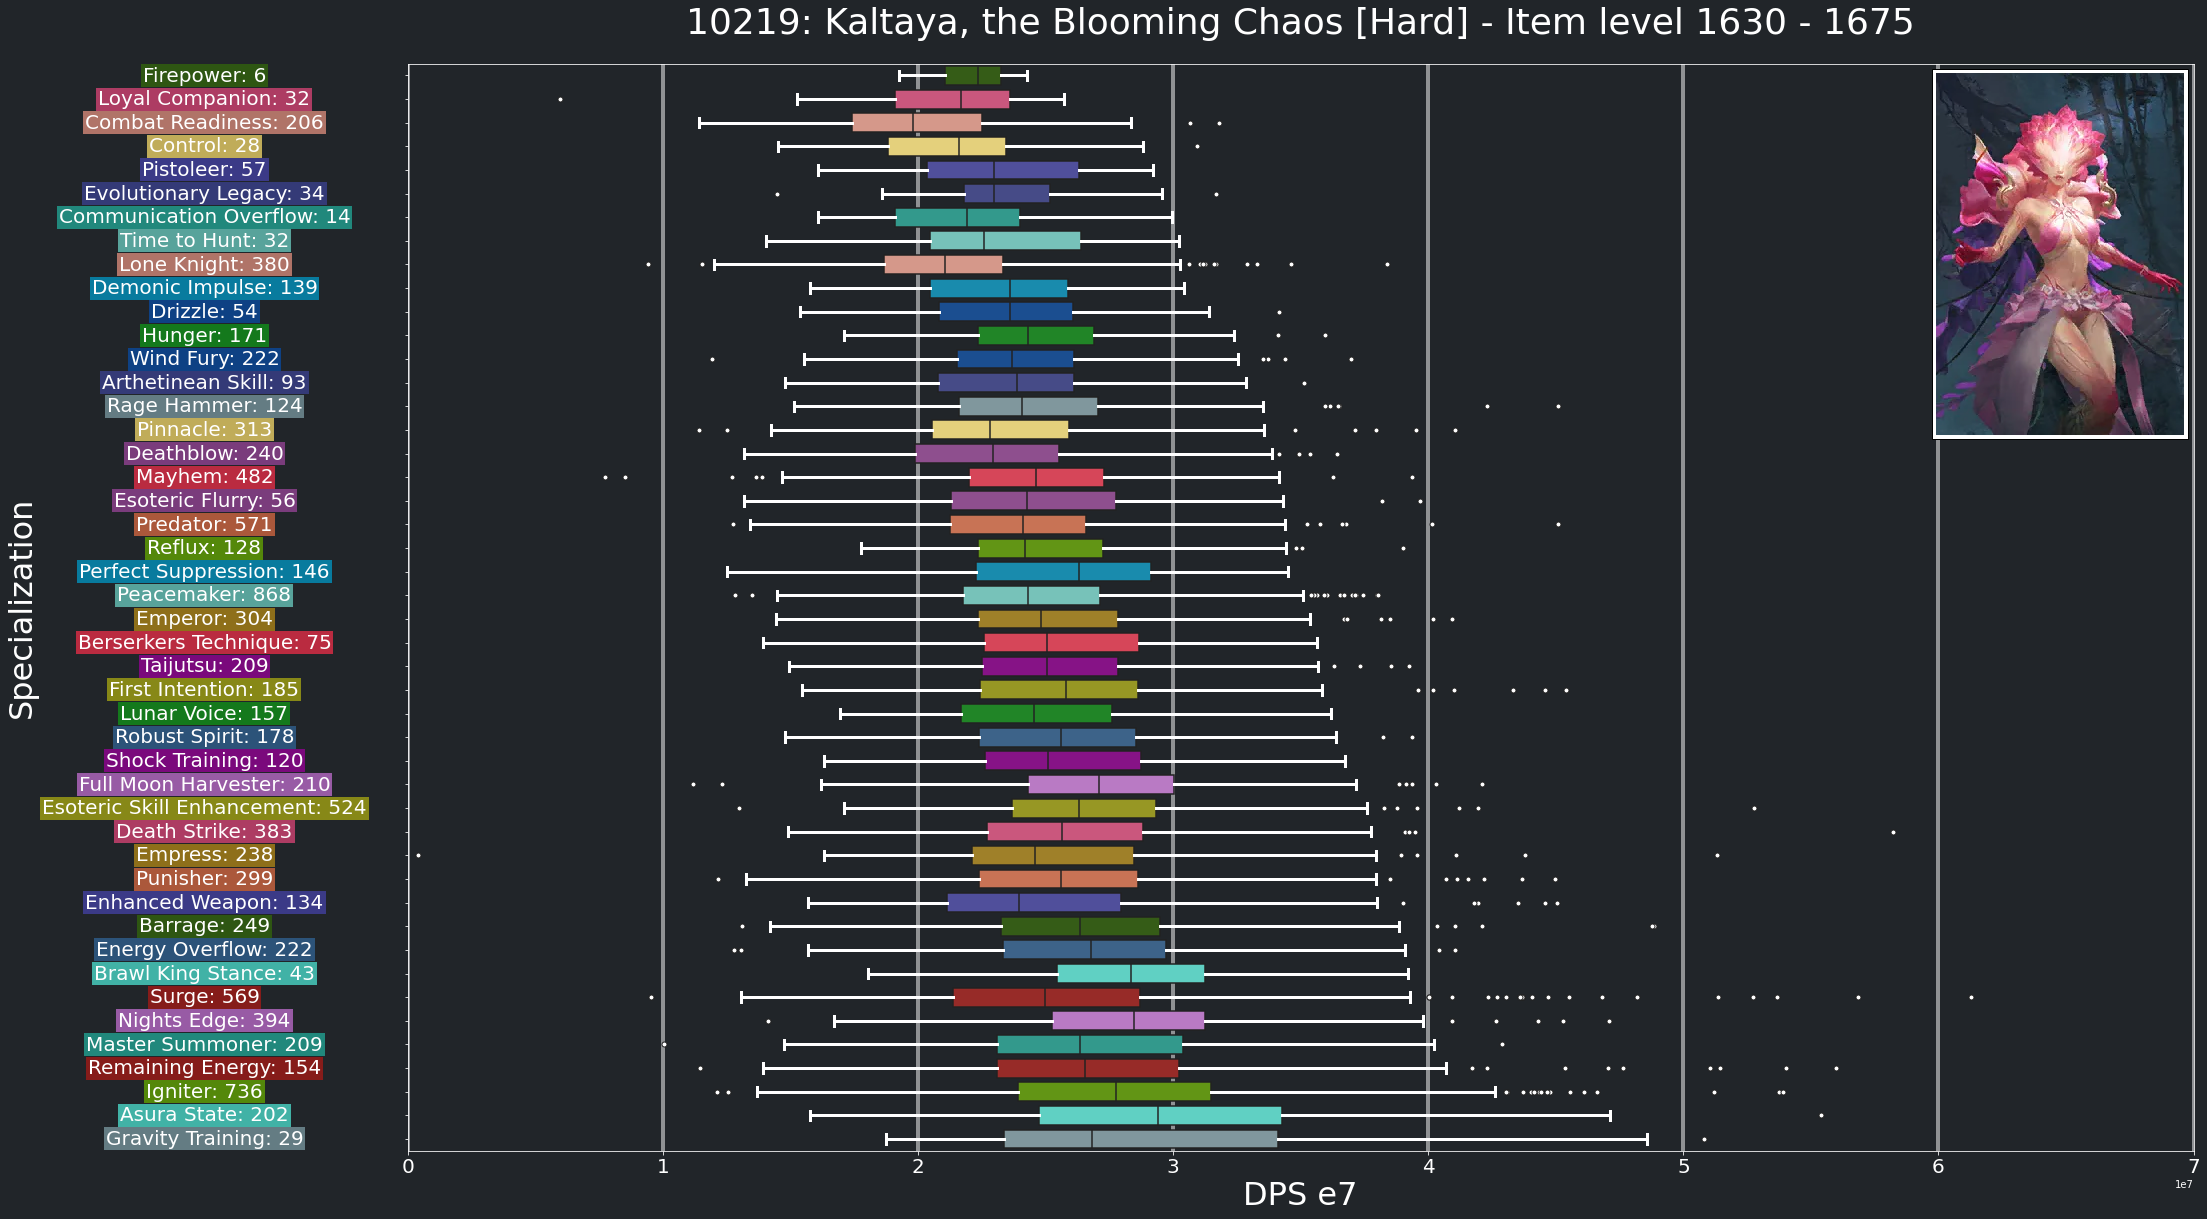 10219: Kaltaya, the Blooming Chaos [Hard] - Item level 1630 - 1675
Specialization
Firepower: 6
Loyal Companion: 32
Combat Readiness: 206
Control: 28
Pistoleer: 57
Evolutionary Legacy: 34
Communication Overflow: 14
Time to Hunt: 32
Lone Knight: 380
Demonic Impulse: 139
Drizzle: 54
Hunger: 171
Wind Fury: 222
Arthetinean Skill: 93
Rage Hammer: 124
Pinnacle: 313
Deathblow: 240
Mayhem: 482
Esoteric Flurry: 56
Predator: 571
Reflux: 128
Perfect Suppression: 146
Peacemaker: 868
Emperor: 304
Berserkers Technique: 75
Taijutsu: 209
First Intention: 185
Lunar Voice: 157
Robust Spirit: 178
Shock Training: 120
Full Moon Harvester: 210
Esoteric Skill Enhancement: 524
Death Strike: 383
Empress: 238
Punisher: 299
Enhanced Weapon: 134
Barrage: 249
Energy Overflow: 222
Brawl King Stance: 43
Surge: 569
Nights Edge: 394
Master Summoner: 209
Remaining Energy: 154
Igniter: 736
Asura State: 202
Gravity Training: 29
0 1 2 3 4 5 6 7
1e7
DPS e7